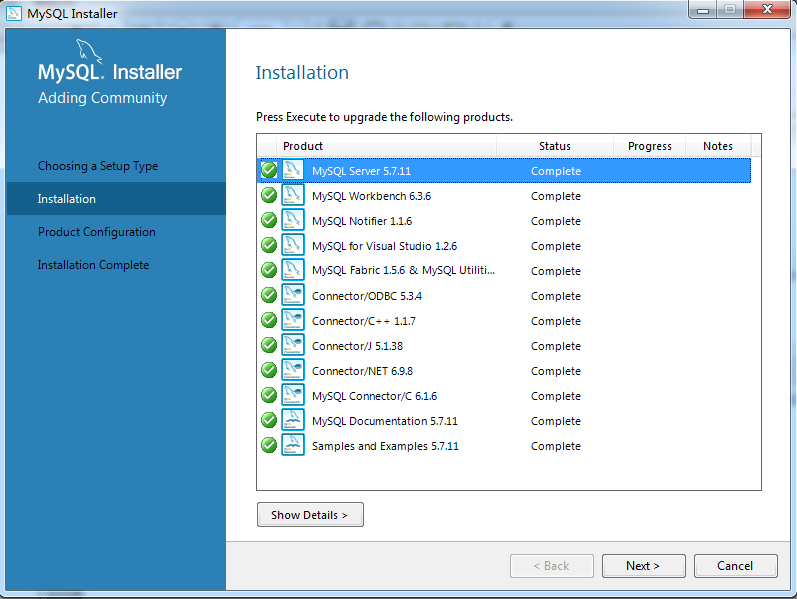 MySQL Installer
MySQL. Installer
Adding Community
Choosing a Setup Type
Installation
Product Configuration
Installation Complete
Installation
Press Execute to upgrade the following products.
Product Status Progress Notes
MySQL Server 5.7.11 Complete
MySQL Workbench 6.3.6 Complete
MySQL Notifier 1.1.6 Complete
MySQL for Visual Studio 1.2.6 Complete
MySQL Fabric 1.5.6 & MySQL Utiliti... Complete
Connector/ODBC 5.3.4 Complete
Connector/C++ 1.1.7 Complete
Connector/J 5.1.38 Complete
Connector/NET 6.9.8 Complete
MySQL Connector/C 6.1.6 Complete
MySQL Documentation 5.7.11 Complete
Samples and Examples 5.7.11 Complete
Show Details >
< Back Next > Cancel